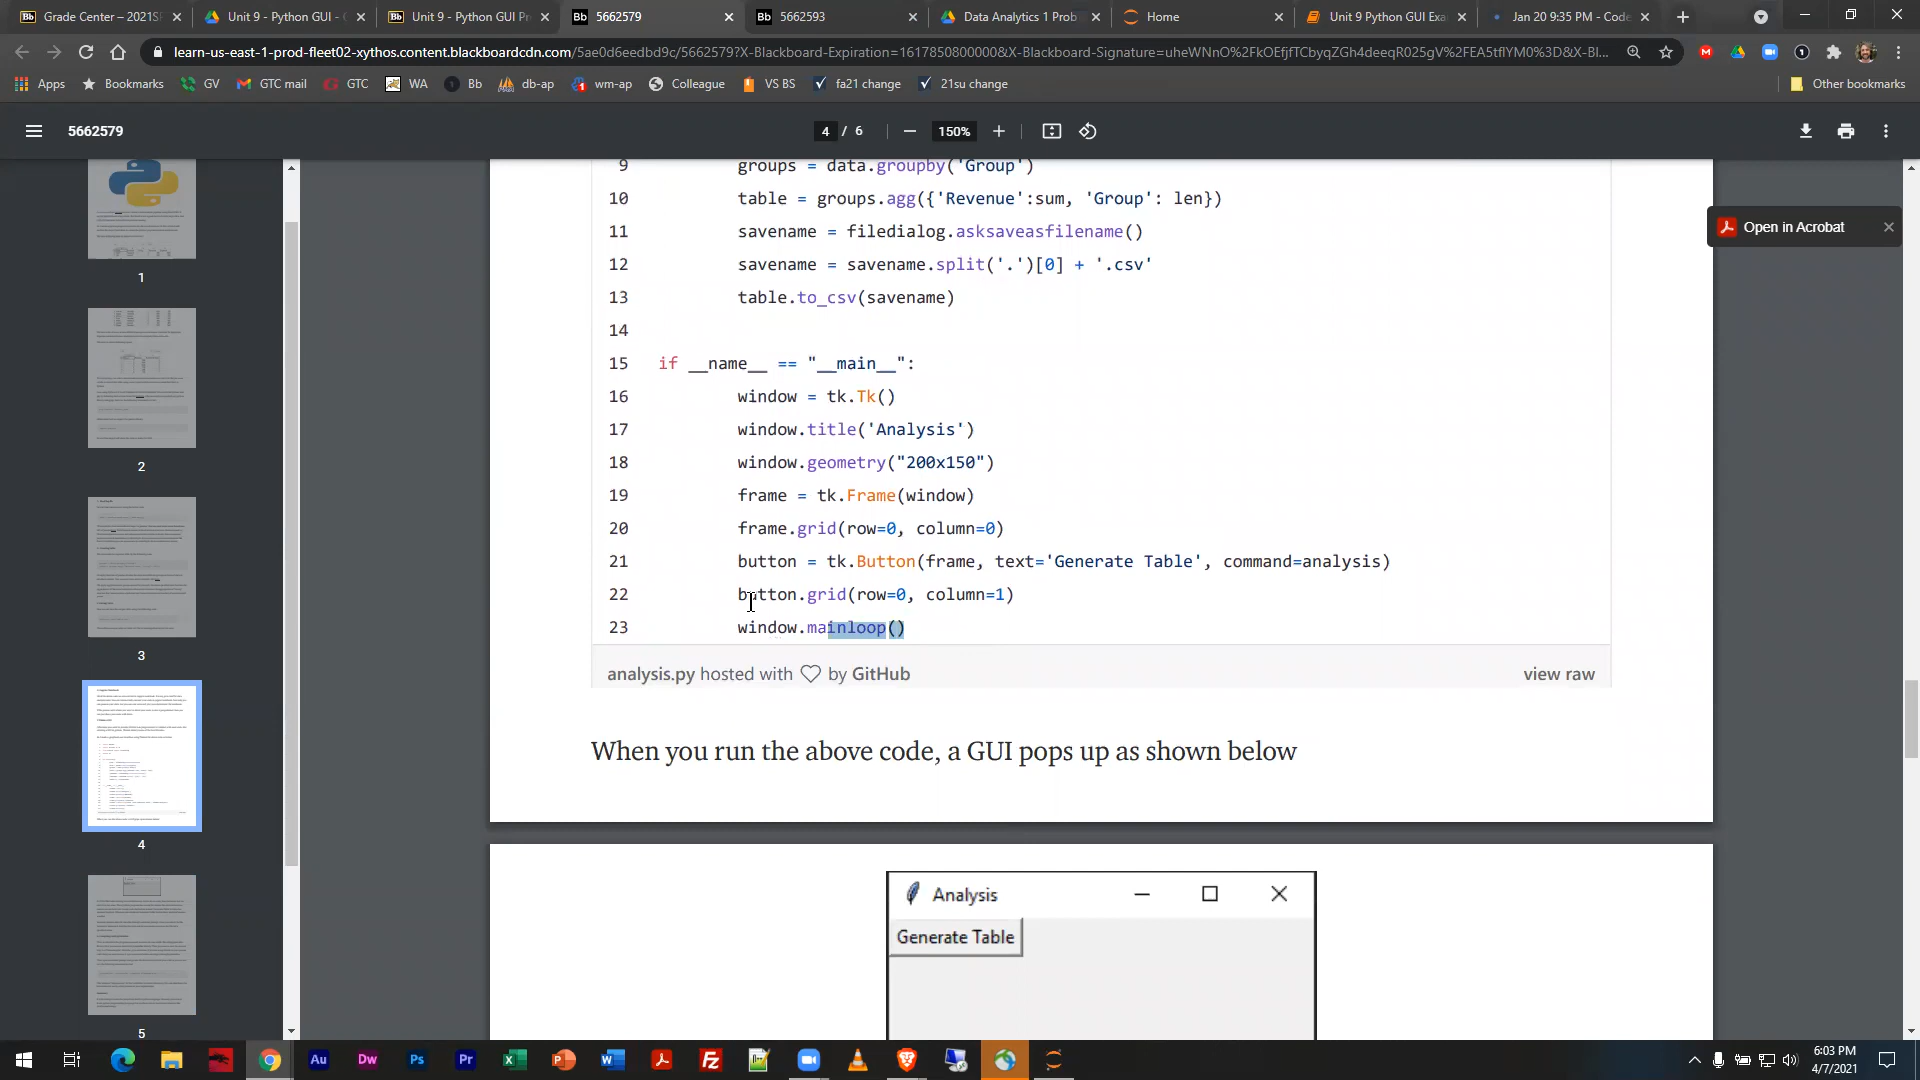 Grade Center – 2021SP
Unit 9 - Python GUI - G
Unit 9 - Python GUI Pr
5662579
5662593
Data Analytics 1 Prob
Home
Unit 9 Python GUI Exa
Jan 20 9:35 PM - Code
learn-us-east-1-prod-fleet02-xythos.content.blackboardcdn.com/5ae0d6eedbd9c/5662579?X-Blackboard-Expiration=1617850800000&X-Blackboard-Signature=uheWNnO%2FkOEfjfTCbyqZGh4deeqR025gV%2FEA5tflYM0%3D&X-Bl...
Apps
Bookmarks
GV
GTC mail
GTC
WA
Bb
db-ap
wm-ap
Colleague
VS BS
fa21 change
21su change
Other bookmarks
5662579
4 / 6
150%
Open in Acrobat
1
2
3
4
5
9 groups = data.groupby('Group')
10 table = groups.agg({'Revenue':sum, 'Group': len})
11 savename = filedialog.asksaveasfilename()
12 savename = savename.split('.')[0] + '.csv'
13 table.to_csv(savename)
14
15 if __name__ == "__main__":
16 window = tk.Tk()
17 window.title('Analysis')
18 window.geometry("200x150")
19 frame = tk.Frame(window)
20 frame.grid(row=0, column=0)
21 button = tk.Button(frame, text='Generate Table', command=analysis)
22 button.grid(row=0, column=1)
23 window.mainloop()
analysis.py hosted with ♡ by GitHub
view raw
When you run the above code, a GUI pops up as shown below
Analysis
Generate Table
6:03 PM
4/7/2021